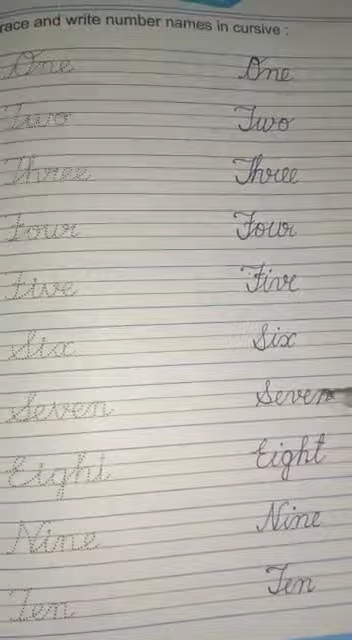 race and write number names in cursive :
One One
Two Two
Three Three
Four Four
Five Five
Six Six
Seven Seven
Eight Eight
Nine Nine
Ten Ten